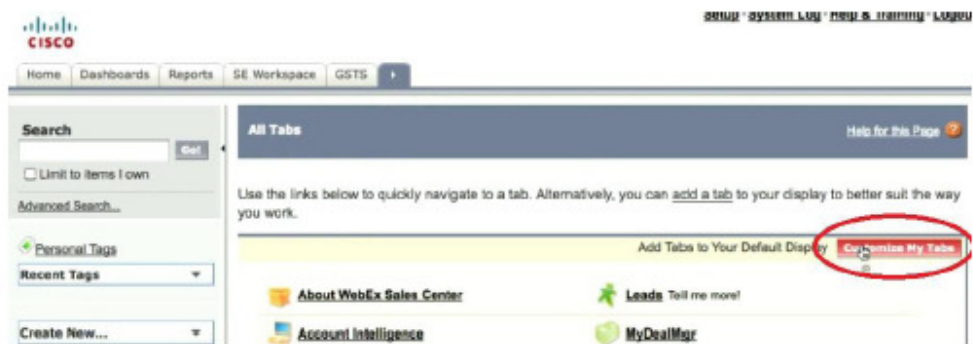 Setup · System Log · Help & Training · Logou
CISCO
Home Dashboards Reports SE Workspace GSTS
Search
Go!
Limit to items I own
Advanced Search...
Personal Tags
Recent Tags
Create New...
All Tabs
Help for this Page
Use the links below to quickly navigate to a tab. Alternatively, you can add a tab to your display to better suit the way
you work.
Add Tabs to Your Default Display Customize My Tabs
About WebEx Sales Center
Leads Tell me more!
Account Intelligence
MyDealMgr